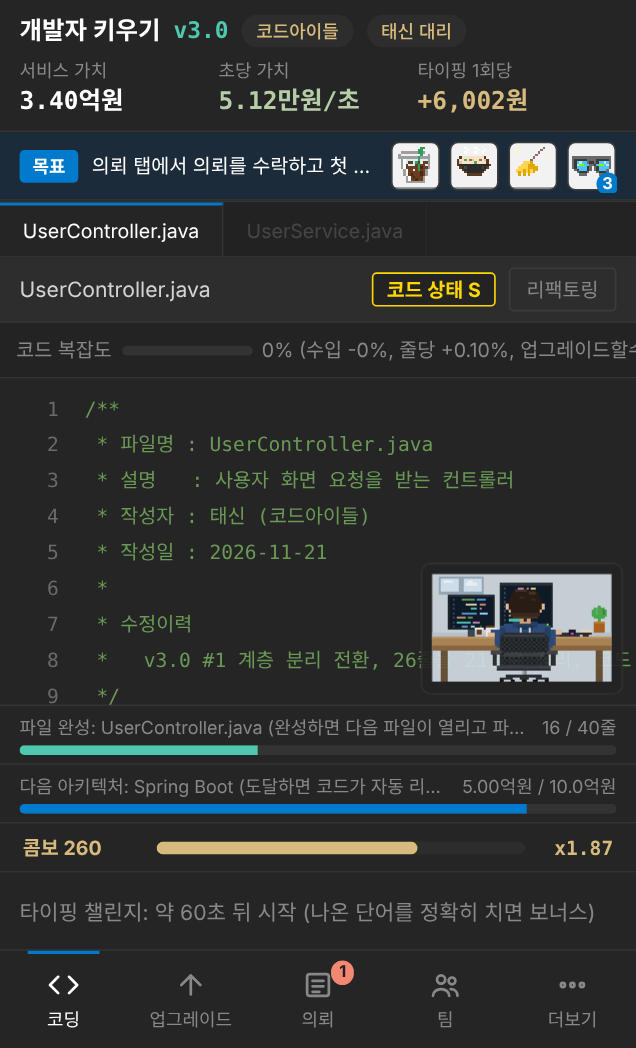 개발자 키우기 v3.0 코드아이들 태신 대리
서비스 가치 초당 가치 타이핑 1회당
3.40억원 5.12만원/초 +6,002원
목표 의뢰 탭에서 의뢰를 수락하고 첫 ... 3
UserController.java UserService.java
UserController.java 코드 상태 S 리팩토링
코드 복잡도 0% (수입 -0%, 줄당 +0.10%, 업그레이드할수
1 /**
2 * 파일명 : UserController.java
3 * 설명 : 사용자 화면 요청을 받는 컨트롤러
4 * 작성자 : 태신 (코드아이들)
5 * 작성일 : 2026-11-21
6 *
7 * 수정이력
8 * v3.0 #1 계층 분리 전환, 26
9 */
파일 완성: UserController.java (완성하면 다음 파일이 열리고 파... 16 / 40줄
다음 아키텍처: Spring Boot (도달하면 코드가 자동 리... 5.00억원 / 10.0억원
콤보 260 x1.87
타이핑 챌린지: 약 60초 뒤 시작 (나온 단어를 정확히 치면 보너스)
1
코딩 업그레이드 의뢰 팀 더보기